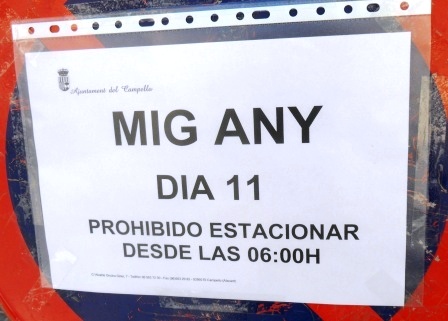 Ajuntament del Campello
MIG ANY
DIA 11
PROHIBIDO ESTACIONAR
DESDE LAS 06:00H